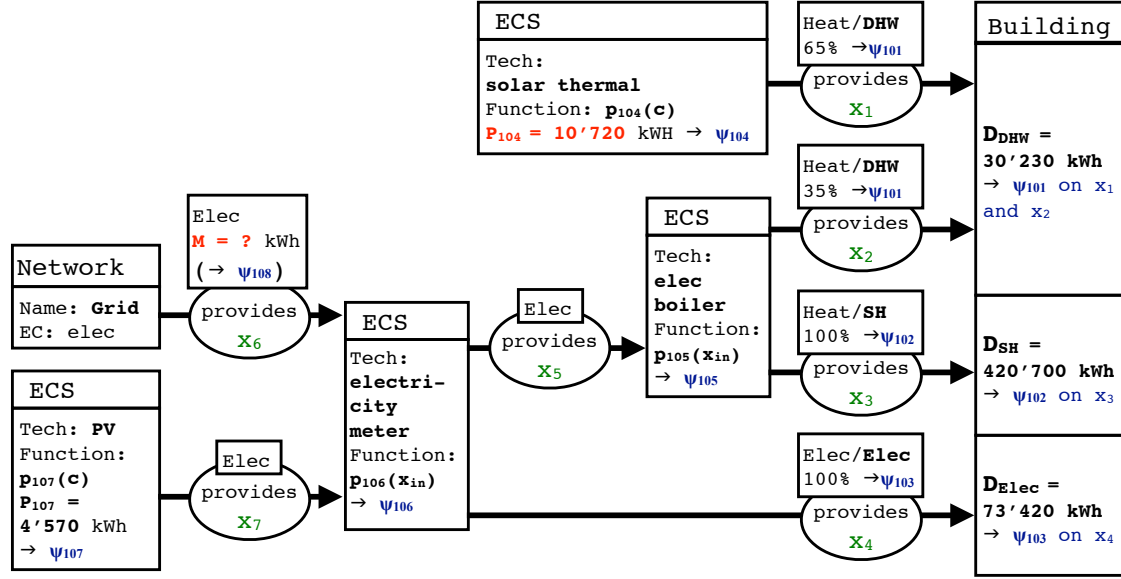 ECS
Tech:
solar thermal
Function: p₁₀₄(c)
P₁₀₄ = 10’720 kWH → ψ₁₀₄
Heat/DHW
65% →ψ₁₀₁
provides
x₁
Building
D_DHW =
30’230 kWh
→ ψ₁₀₁ on x₁
and x₂
Heat/DHW
35% →ψ₁₀₁
provides
x₂
Elec
M = ? kWh
(→ ψ₁₀₈)
provides
x₆
Network
Name: Grid
EC: elec
ECS
Tech:
electri-
city
meter
Function:
p₁₀₆(x_in)
→ ψ₁₀₆
Elec
provides
x₅
ECS
Tech:
elec
boiler
Function:
p₁₀₅(x_in)
→ ψ₁₀₅
Heat/SH
100% →ψ₁₀₂
provides
x₃
D_SH =
420’700 kWh
→ ψ₁₀₂ on x₃
ECS
Tech: PV
Function:
p₁₀₇(c)
P₁₀₇ =
4’570 kWh
→ ψ₁₀₇
Elec
provides
x₇
Elec/Elec
100% →ψ₁₀₃
provides
x₄
D_Elec =
73’420 kWh
→ ψ₁₀₃ on x₄